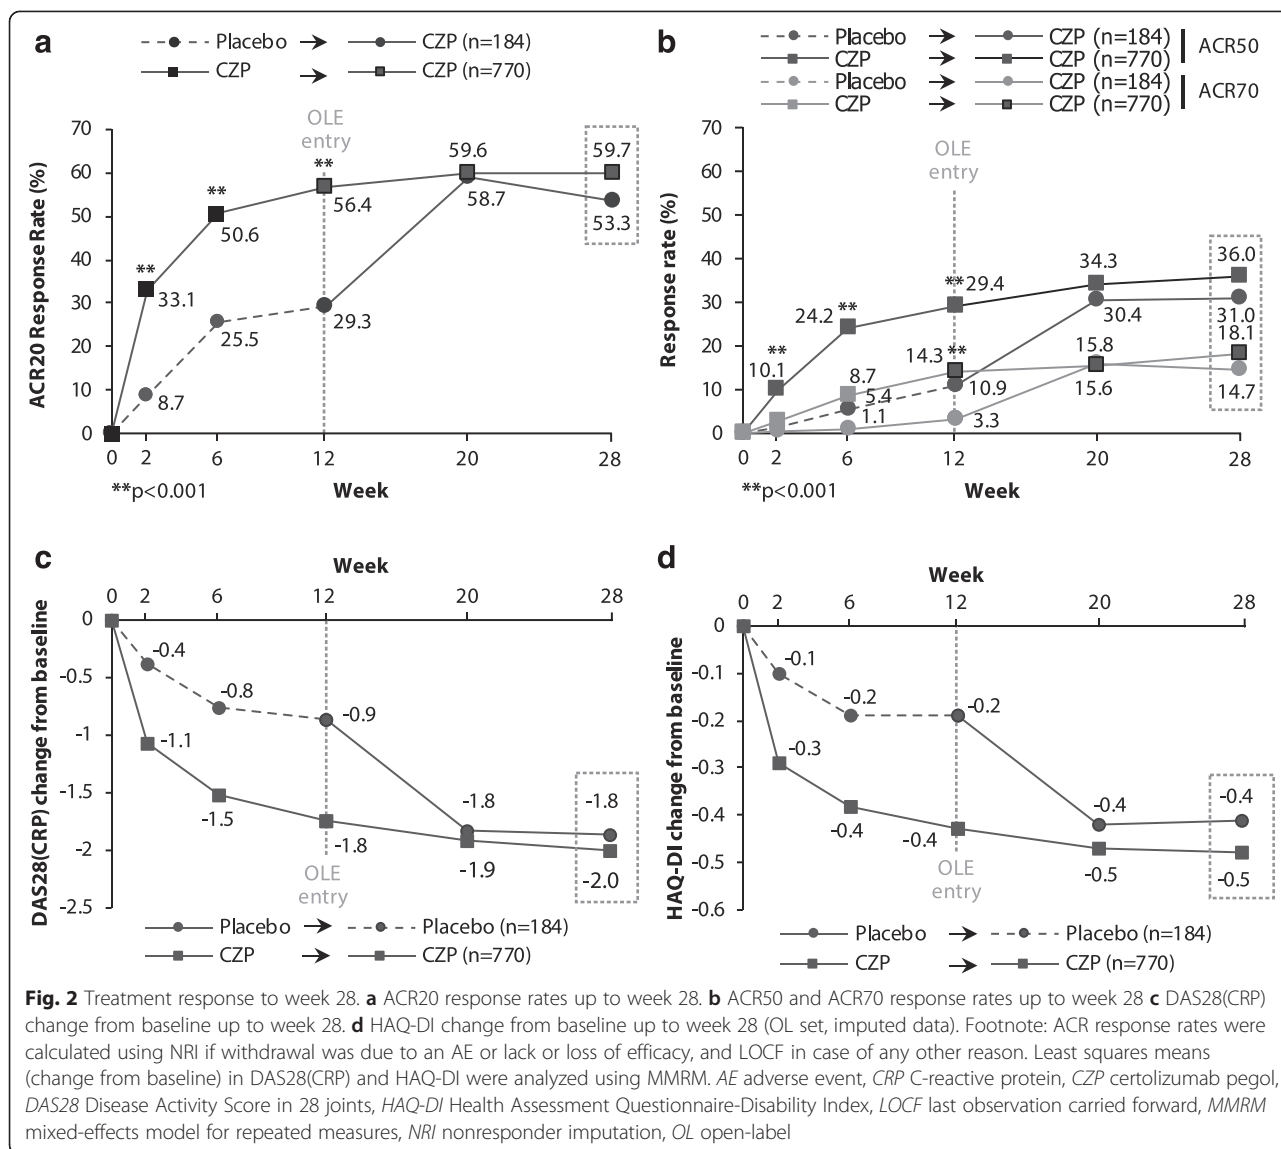 a
Placebo → CZP (n=184)
CZP → CZP (n=770)
OLE
entry
ACR20 Response Rate (%)
70
60
50
40
30
20
10
0
**
33.1
**
50.6
**
56.4
59.6
59.7
8.7
25.5
29.3
58.7
53.3
0 2 6 12 20 28
**p<0.001
Week
b
Placebo → CZP (n=184)
CZP → CZP (n=770)
ACR50
Placebo → CZP (n=184)
CZP → CZP (n=770)
ACR70
OLE
entry
Response rate (%)
70
60
50
40
30
20
10
0
**
10.1
24.2 **
** 29.4
34.3
36.0
5.4
10.9
30.4
31.0
8.7
14.3 **
15.8
18.1
1.1
3.3
15.6
14.7
0 2 6 12 20 28
**p<0.001
Week
c
Week
0 2 6 12 20 28
DAS28(CRP) change from baseline
0
-0.5
-1
-1.5
-2
-2.5
-0.4
-0.8
-0.9
-1.8
-1.8
-1.1
-1.5
-1.8
-1.9
-2.0
OLE
entry
Placebo → Placebo (n=184)
CZP → CZP (n=770)
d
Week
0 2 6 12 20 28
HAQ-DI change from baseline
0
-0.1
-0.2
-0.3
-0.4
-0.5
-0.6
-0.1
-0.2
-0.2
-0.4
-0.4
-0.3
-0.4
-0.4
-0.5
-0.5
OLE
entry
Placebo → Placebo (n=184)
CZP → CZP (n=770)
Fig. 2 Treatment response to week 28. a ACR20 response rates up to week 28. b ACR50 and ACR70 response rates up to week 28 c DAS28(CRP)
change from baseline up to week 28. d HAQ-DI change from baseline up to week 28 (OL set, imputed data). Footnote: ACR response rates were
calculated using NRI if withdrawal was due to an AE or lack or loss of efficacy, and LOCF in case of any other reason. Least squares means
(change from baseline) in DAS28(CRP) and HAQ-DI were analyzed using MMRM. AE adverse event, CRP C-reactive protein, CZP certolizumab pegol,
DAS28 Disease Activity Score in 28 joints, HAQ-DI Health Assessment Questionnaire-Disability Index, LOCF last observation carried forward, MMRM
mixed-effects model for repeated measures, NRI nonresponder imputation, OL open-label